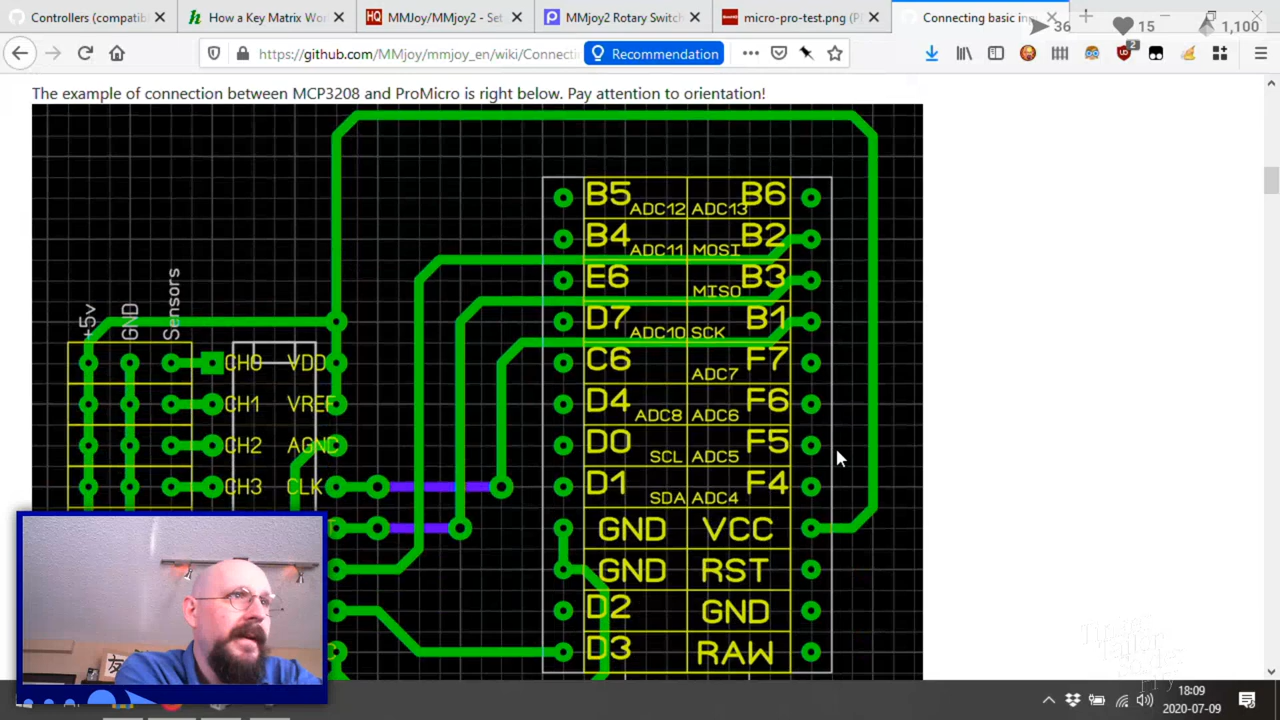 Controllers (compatib
How a Key Matrix Wo
MMJoy/MMjoy2 - Set
MMjoy2 Rotary Switch
micro-pro-test.png (P
Connecting basic in
36
15
1,100
https://github.com/MMjoy/mmjoy_en/wiki/Connecti
Recommendation
2
The example of connection between MCP3208 and ProMicro is right below. Pay attention to orientation!
B5 ADC12 ADC13 B6
B4 ADC11 MOSI B2
E6 MISO B3
D7 ADC10 SCK B1
C6 ADC7 F7
D4 ADC8 ADC6 F6
D0 SCL ADC5 F5
D1 SDA ADC4 F4
GND VCC
GND RST
D2 GND
D3 RAW
+5v
GND
Sensors
CH0 VDD
CH1 VREF
CH2 AGND
CH3 CLK
友
18:09
2020-07-09